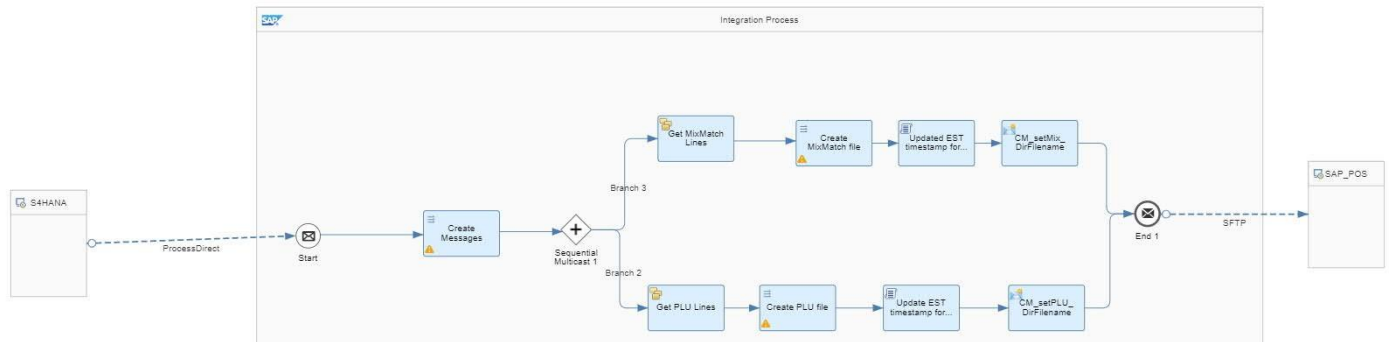 SAP
Integration Process
Get MixMatch
Lines
Create
MixMatch file
Updated EST
timestamp for...
CM_setMix_
DirFilename
Branch 3
S4HANA
SAP_POS
ProcessDirect
Start
Create
Messages
Sequential
Multicast 1
End 1
SFTP
Branch 2
Get PLU Lines
Create PLU file
Update EST
timestamp for...
CM_setPLU_
DirFilename